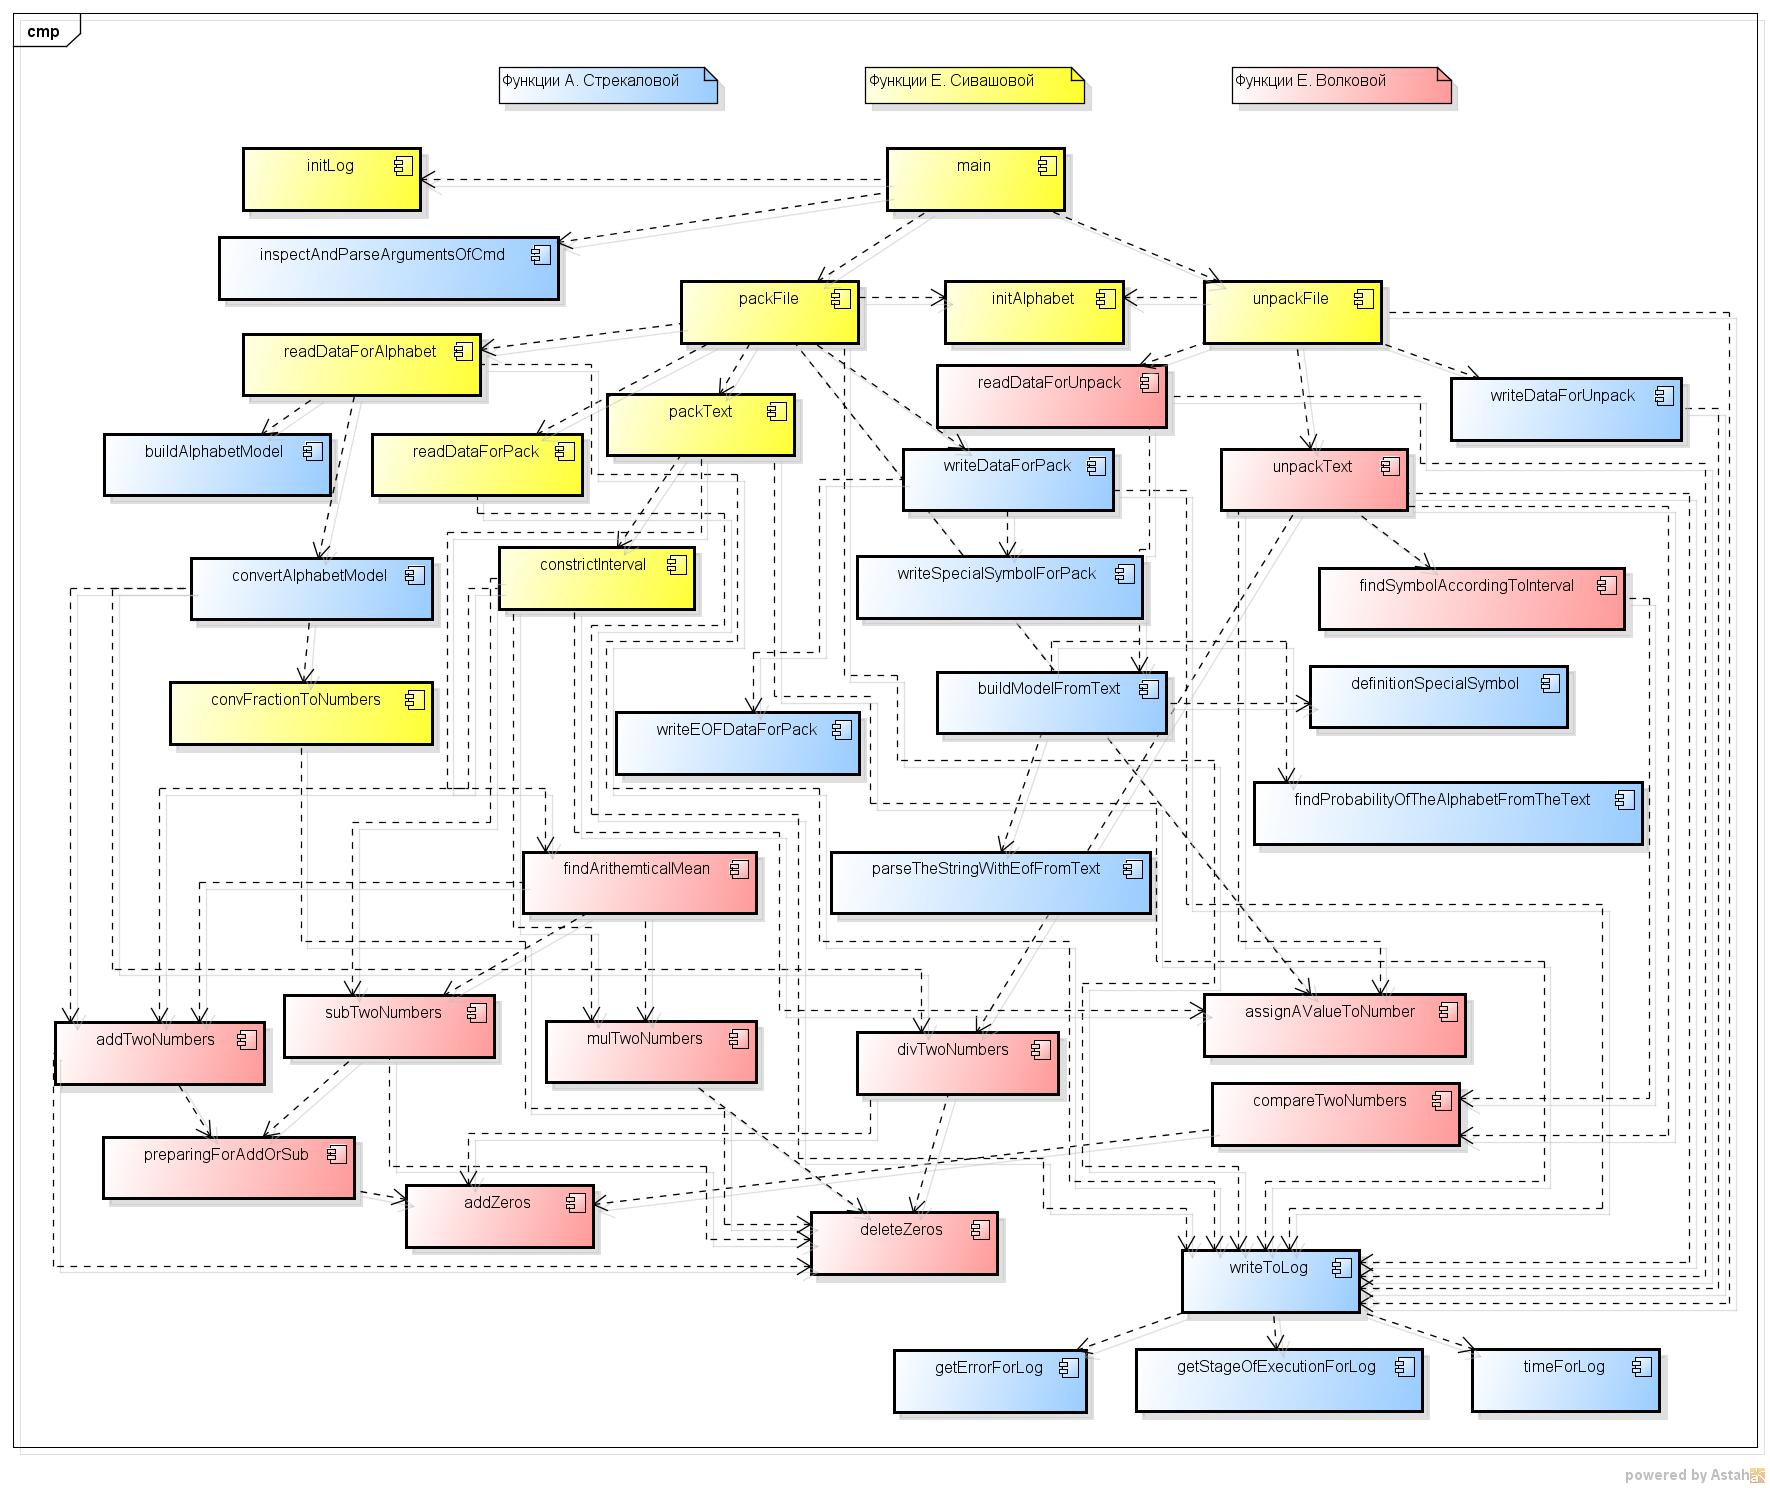 cmp
Функции А. Стрекаловой
Функции Е. Сивашовой
Функции Е. Волковой
initLog
main
inspectAndParseArgumentsOfCmd
packFile
initAlphabet
unpackFile
readDataForAlphabet
readDataForUnpack
writeDataForUnpack
packText
buildAlphabetModel
readDataForPack
writeDataForPack
unpackText
convertAlphabetModel
constrictInterval
writeSpecialSymbolForPack
findSymbolAccordingToInterval
convFractionToNumbers
writeEOFDataForPack
buildModelFromText
definitionSpecialSymbol
findProbabilityOfTheAlphabetFromTheText
findArithemticalMean
parseTheStringWithEofFromText
addTwoNumbers
subTwoNumbers
mulTwoNumbers
divTwoNumbers
assignAValueToNumber
compareTwoNumbers
preparingForAddOrSub
addZeros
deleteZeros
writeToLog
getErrorForLog
getStageOfExecutionForLog
timeForLog
powered by Astah